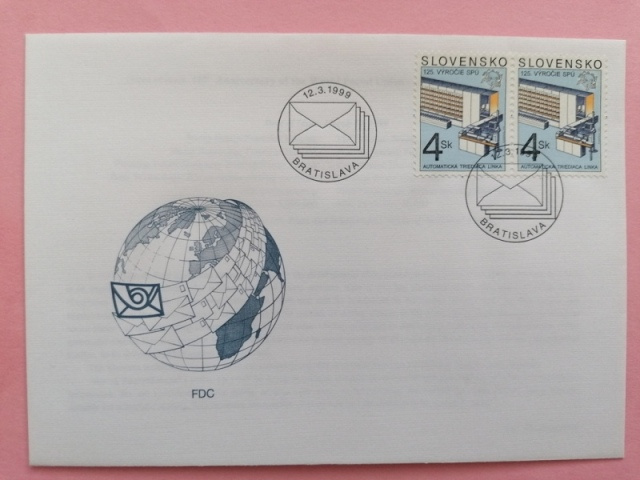 12.3.1999
BRATISLAVA
SLOVENSKO
125. VÝROČIE SPÚ
4 Sk
AUTOMATICKÁ TRIEDIACA LINKA
SLOVENSKO
125. VÝROČIE SPÚ
4 Sk
AUTOMATICKÁ TRIEDIACA LINKA
BRATISLAVA
FDC